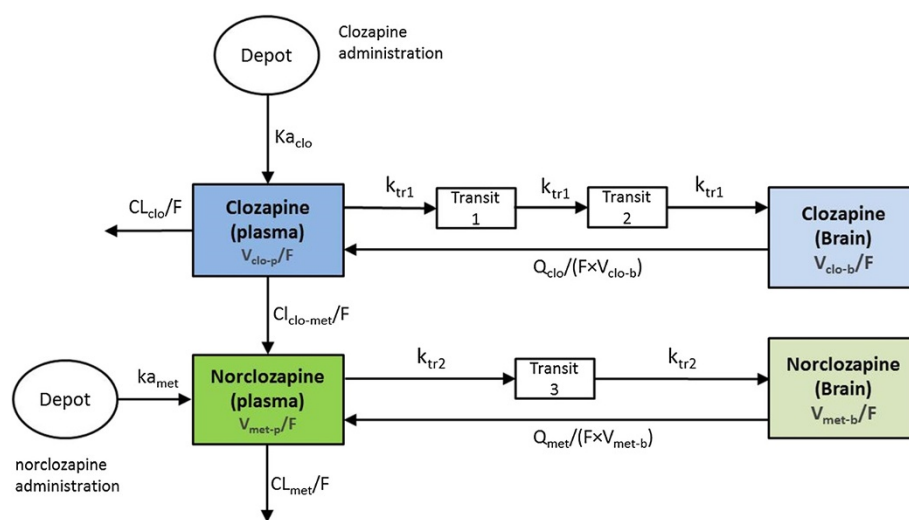 Depot
Clozapine
administration
Ka_clo
CL_clo/F
Clozapine
(plasma)
V_clo-p/F
k_tr1
Transit
1
k_tr1
Transit
2
k_tr1
Clozapine
(Brain)
V_clo-b/F
Q_clo/(F×V_clo-b)
Cl_clo-met/F
Depot
norclozapine
administration
ka_met
Norclozapine
(plasma)
V_met-p/F
k_tr2
Transit
3
k_tr2
Norclozapine
(Brain)
V_met-b/F
Q_met/(F×V_met-b)
CL_met/F